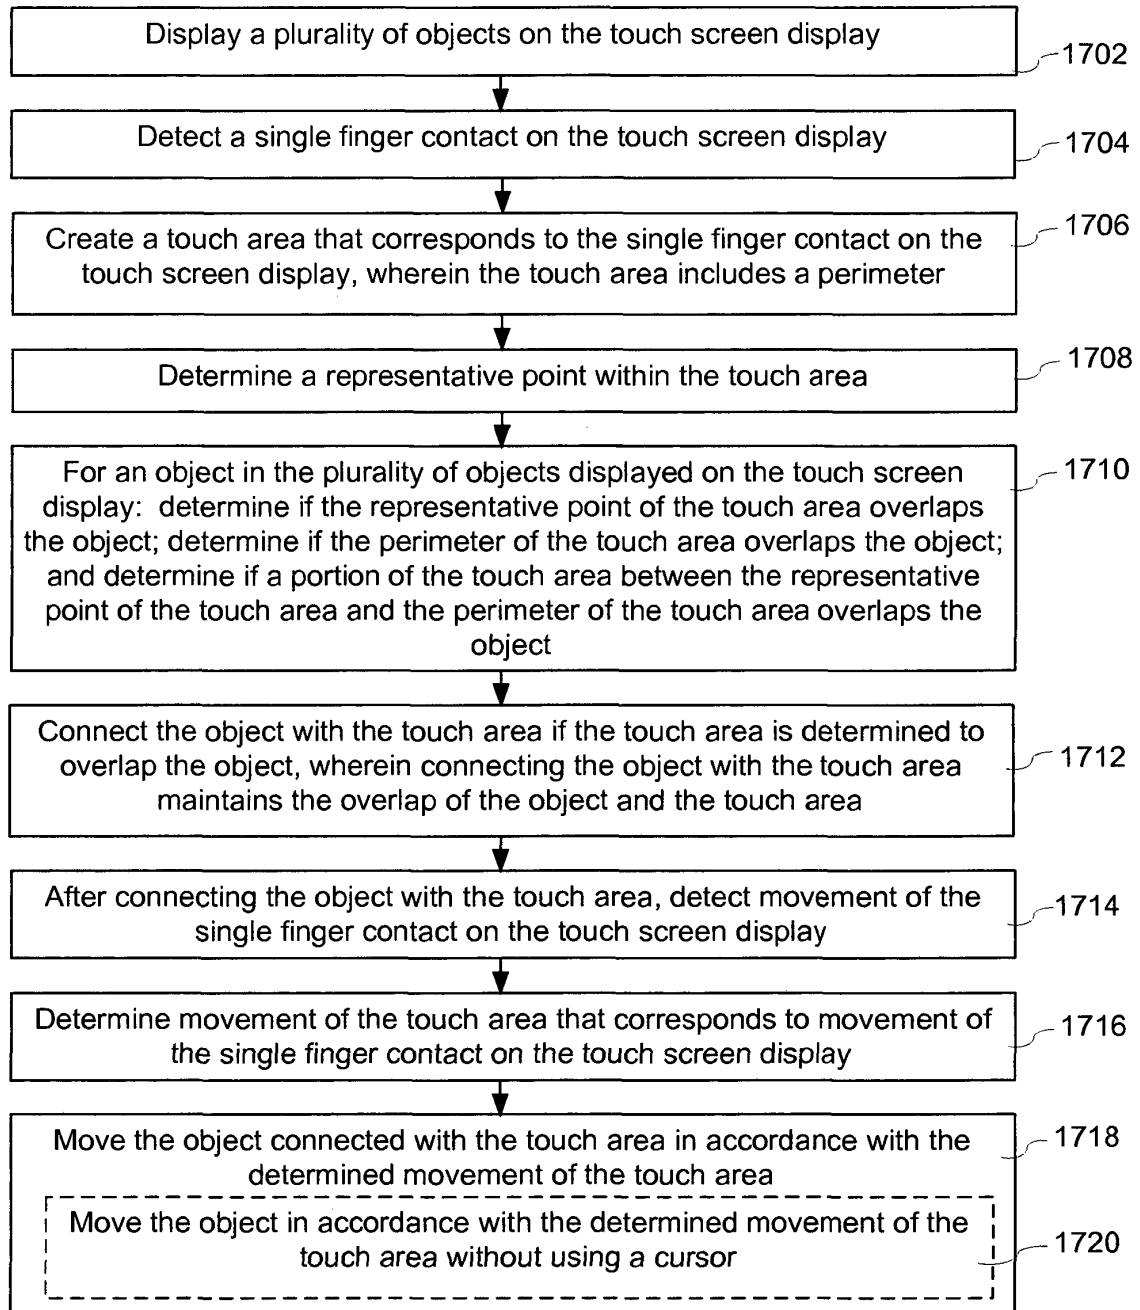 Display a plurality of objects on the touch screen display
1702
Detect a single finger contact on the touch screen display
1704
Create a touch area that corresponds to the single finger contact on the
touch screen display, wherein the touch area includes a perimeter
1706
Determine a representative point within the touch area
1708
For an object in the plurality of objects displayed on the touch screen
display: determine if the representative point of the touch area overlaps
the object; determine if the perimeter of the touch area overlaps the object;
and determine if a portion of the touch area between the representative
point of the touch area and the perimeter of the touch area overlaps the
object
1710
Connect the object with the touch area if the touch area is determined to
overlap the object, wherein connecting the object with the touch area
maintains the overlap of the object and the touch area
1712
After connecting the object with the touch area, detect movement of the
single finger contact on the touch screen display
1714
Determine movement of the touch area that corresponds to movement of
the single finger contact on the touch screen display
1716
Move the object connected with the touch area in accordance with the
determined movement of the touch area
1718
Move the object in accordance with the determined movement of the
touch area without using a cursor
1720